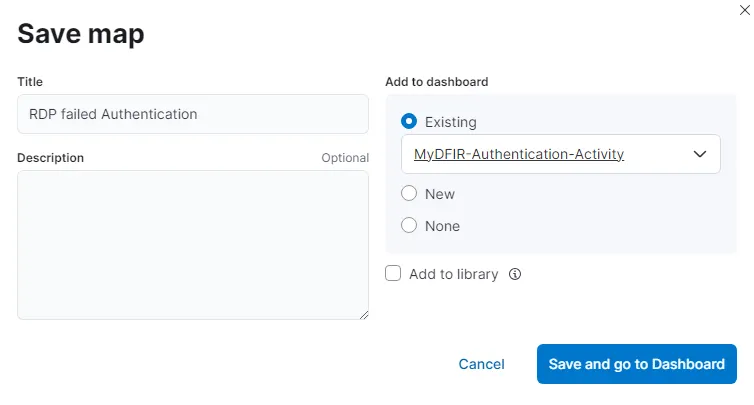 Save map
Title
RDP failed Authentication
Description
Optional
Add to dashboard
Existing
MyDFIR-Authentication-Activity
New
None
Add to library
Cancel
Save and go to Dashboard